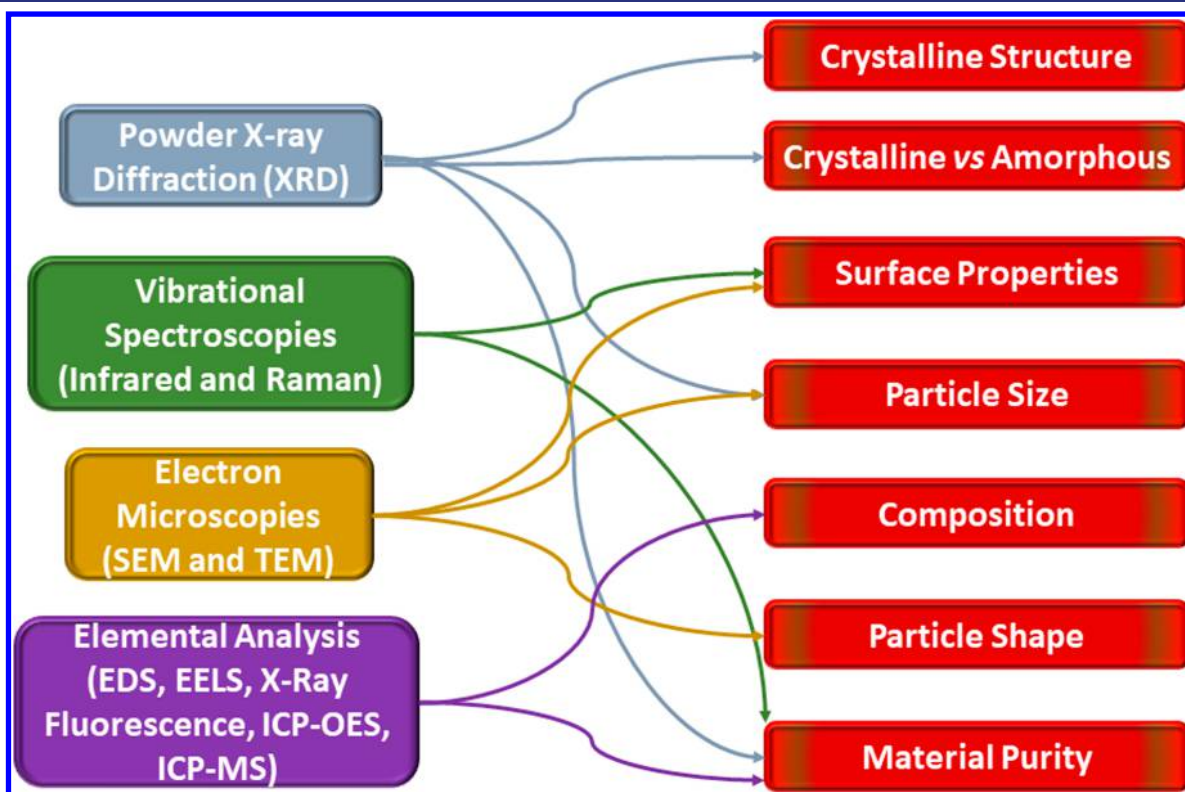 Powder X-ray
Diffraction (XRD)
Vibrational
Spectroscopies
(Infrared and Raman)
Electron
Microscopies
(SEM and TEM)
Elemental Analysis
(EDS, EELS, X-Ray
Fluorescence, ICP-OES,
ICP-MS)
Crystalline Structure
Crystalline vs Amorphous
Surface Properties
Particle Size
Composition
Particle Shape
Material Purity